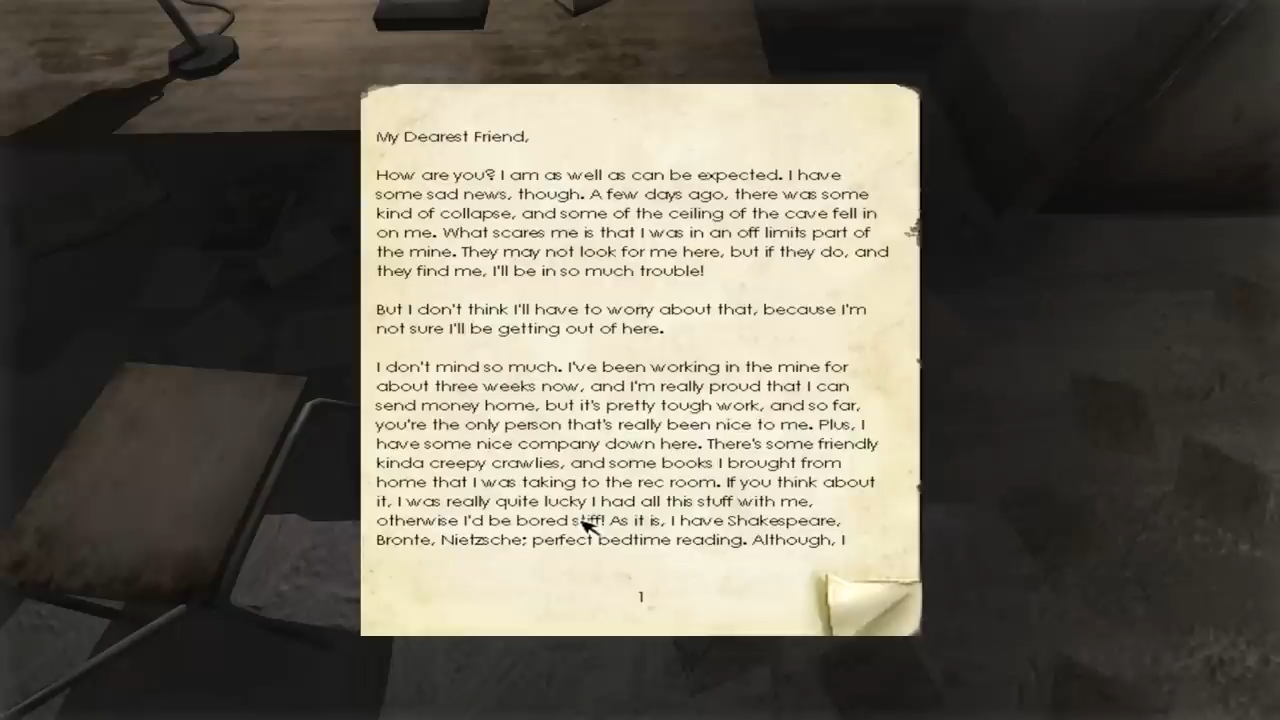 My Dearest Friend,
How are you? I am as well as can be expected. I have
some sad news, though. A few days ago, there was some
kind of collapse, and some of the ceiling of the cave fell in
on me. What scares me is that I was in an off limits part of
the mine. They may not look for me here, but if they do, and
they find me, I'll be in so much trouble!
But I don't think I'll have to worry about that, because I'm
not sure I'll be getting out of here.
I don't mind so much. I've been working in the mine for
about three weeks now, and I'm really proud that I can
send money home, but it's pretty tough work, and so far,
you're the only person that's really been nice to me. Plus, I
have some nice company down here. There's some friendly
kinda creepy crawlies, and some books I brought from
home that I was taking to the rec room. If you think about
it, I was really quite lucky I had all this stuff with me,
otherwise I'd be bored stiff! As it is, I have Shakespeare,
Bronte, Nietzsche; perfect bedtime reading. Although, I
1